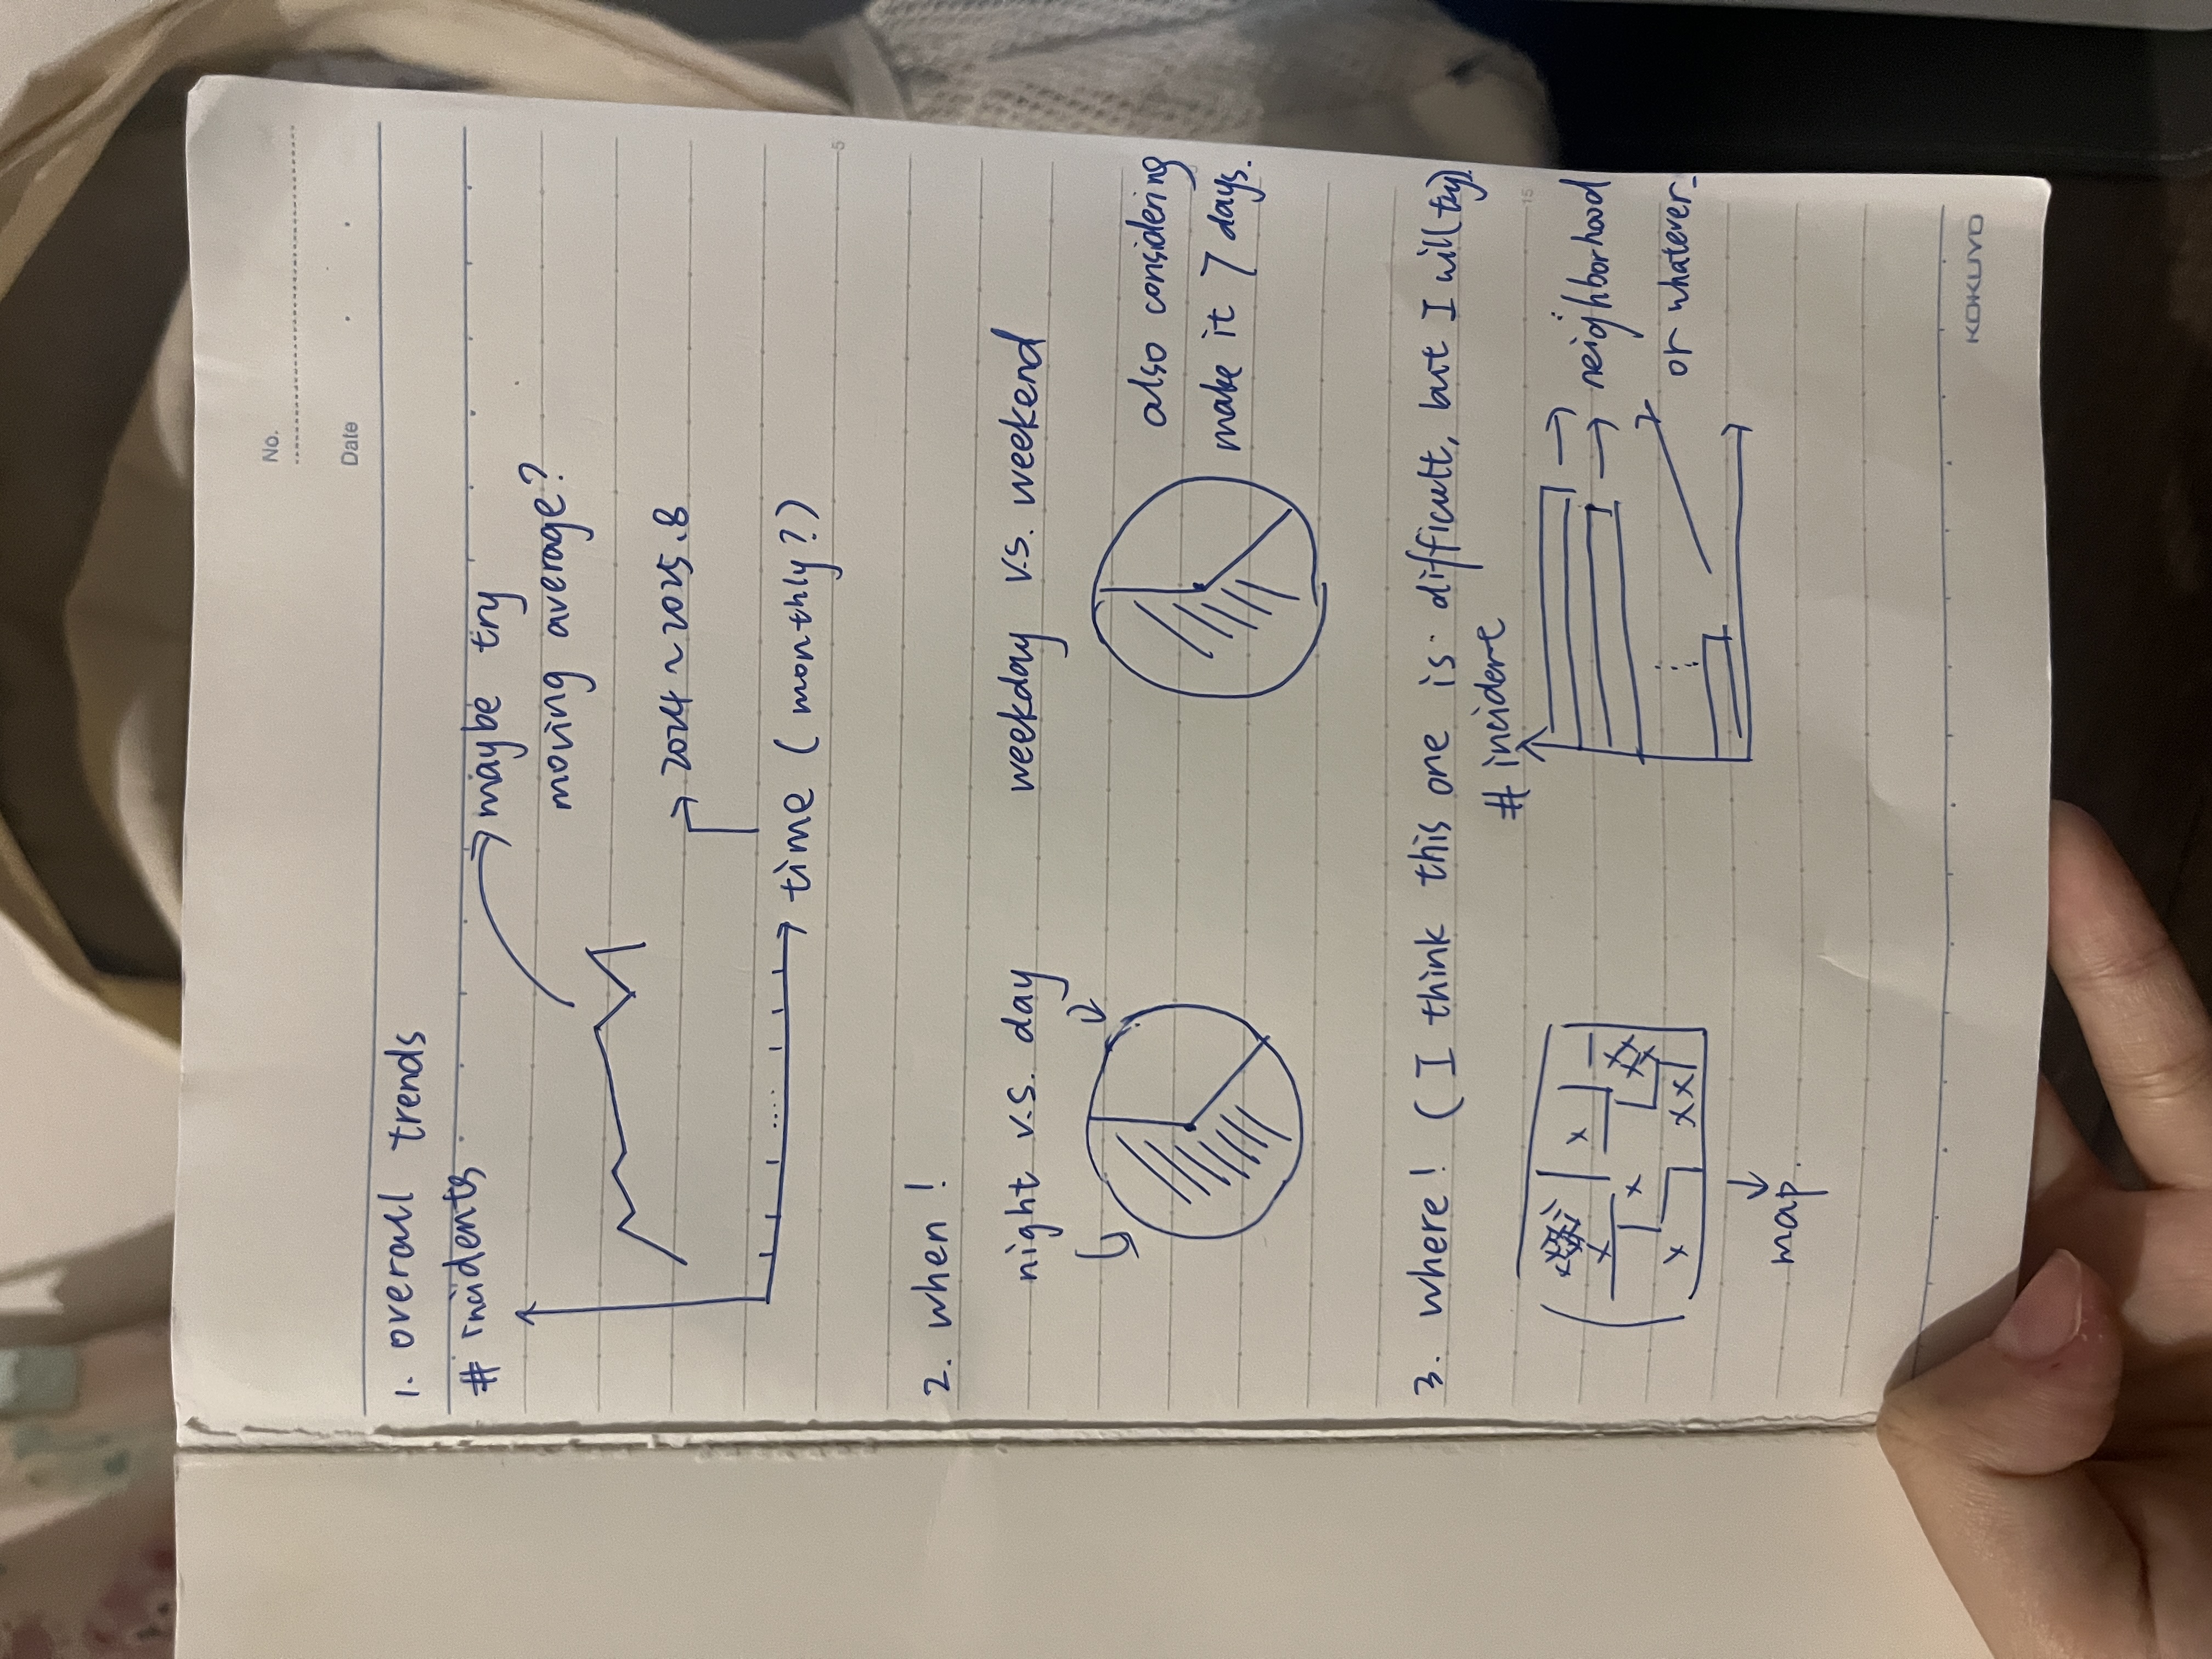 No.
Date
1. overall trends
# incidents
maybe try
moving average?
2024 ~ 2025.8
time (monthly?)
5
2. when!
night v.s. day
weekday v.s. weekend
also considering
make it 7 days.
3. where! (I think this one is difficult, but I will try).
# incident
15
neighborhood
or whatever.
map.
KOKUYO